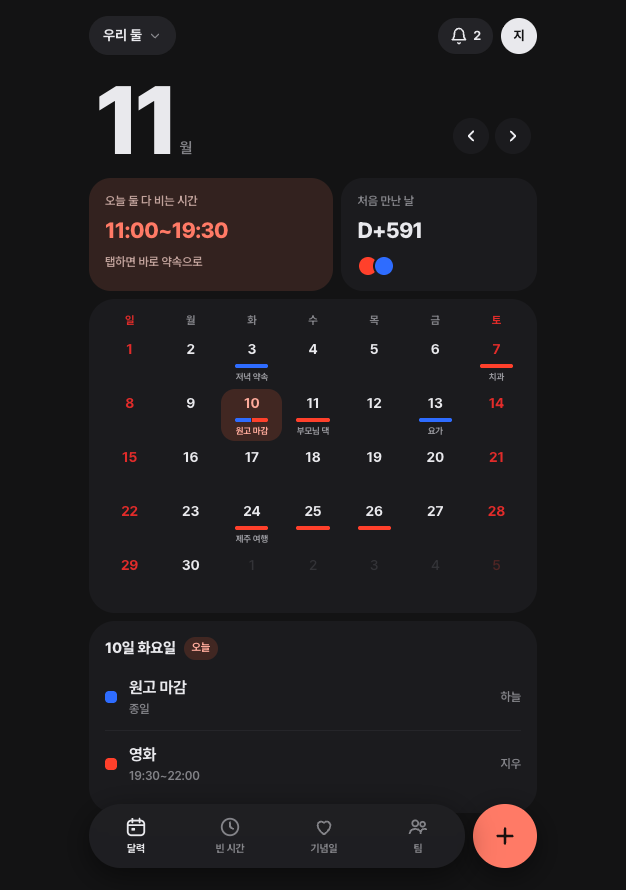 우리 둘
2
지
11월
오늘 둘 다 비는 시간
11:00~19:30
탭하면 바로 약속으로
처음 만난 날
D+591
일 월 화 수 목 금 토
1 2 3 4 5 6 7
저녁 약속 치과
8 9 10 11 12 13 14
원고 마감 부모님 댁 요가
15 16 17 18 19 20 21
22 23 24 25 26 27 28
제주 여행
29 30 1 2 3 4 5
10일 화요일 오늘
원고 마감
종일
하늘
영화
19:30~22:00
지우
달력 빈 시간 기념일 팀